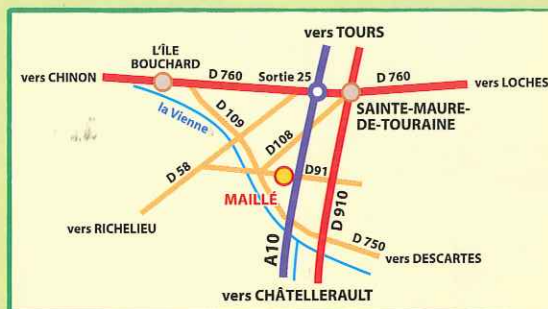 vers TOURS
L'ÎLE
BOUCHARD
D 760
Sortie 25
D 760
vers CHINON
vers LOCHES
SAINTE-MAURE-
DE-TOURAINE
la Vienne
D 109
D 108
D 58
D91
MAILLÉ
vers RICHELIEU
A10
D 910
D 750
vers DESCARTES
vers CHÂTELLERAULT